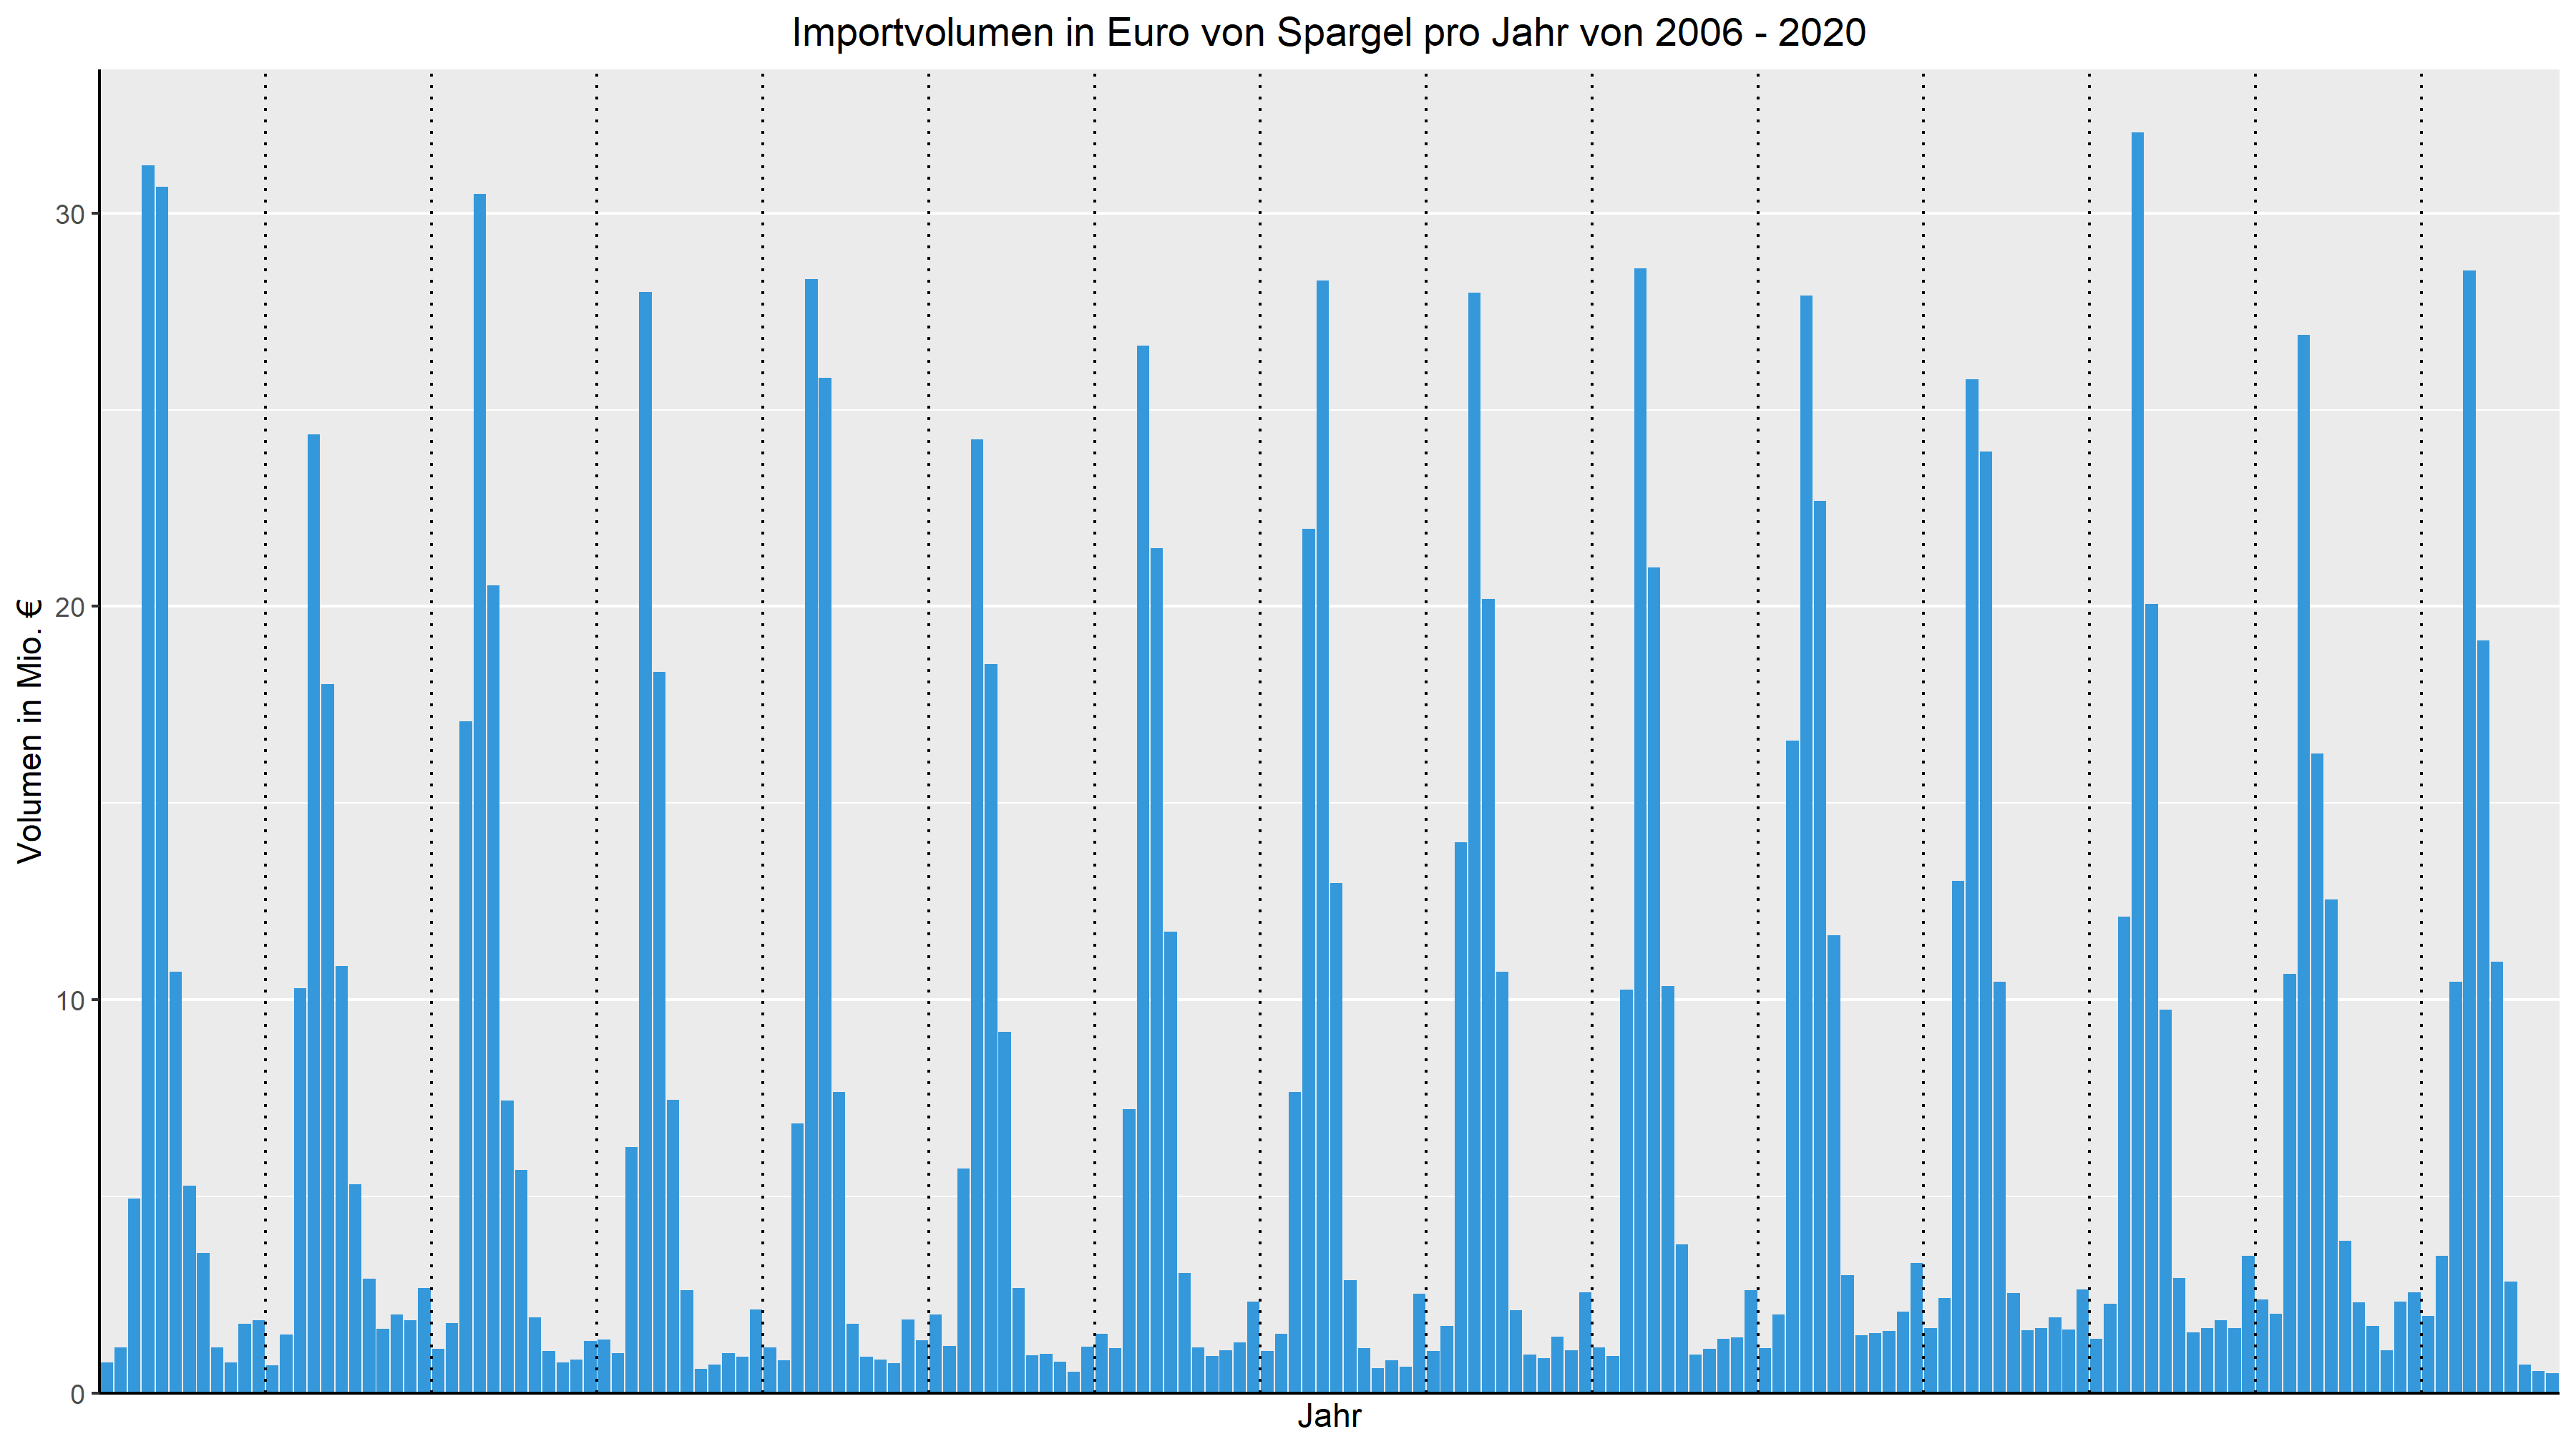 Importvolumen in Euro von Spargel pro Jahr von 2006 - 2020
Volumen in Mio. €
30
20
10
0
Jahr